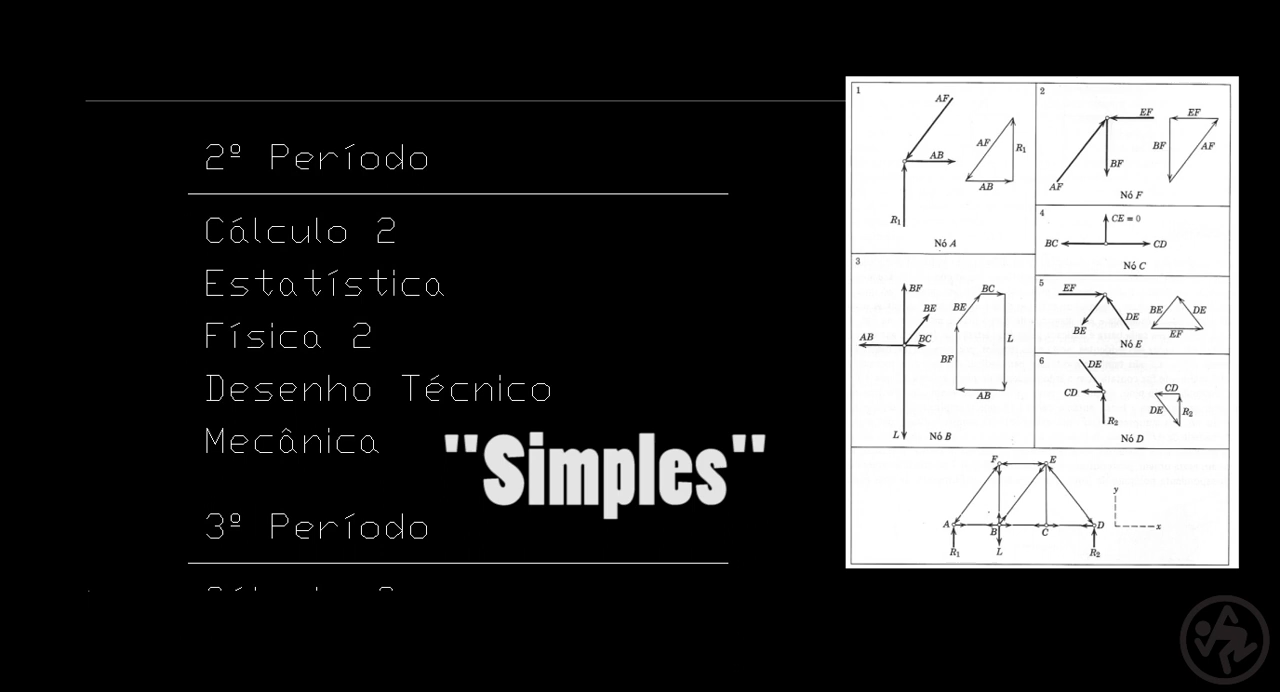 2º Período
Cálculo 2
Estatística
Física 2
Desenho Técnico
Mecânica
"Simples"
3º Período
1
AF
AB
R1
AF
R1
AB
Nó A
2
EF
BF
AF
EF
BF
AF
Nó F
3
BF
BE
AB
BC
L
BC
BE
L
BF
AB
Nó B
4
CE = 0
BC
CD
Nó C
5
EF
BE
DE
BE
DE
EF
Nó E
6
DE
CD
R2
CD
DE
R2
Nó D
F
E
A
B
C
D
R1
L
R2
y
x